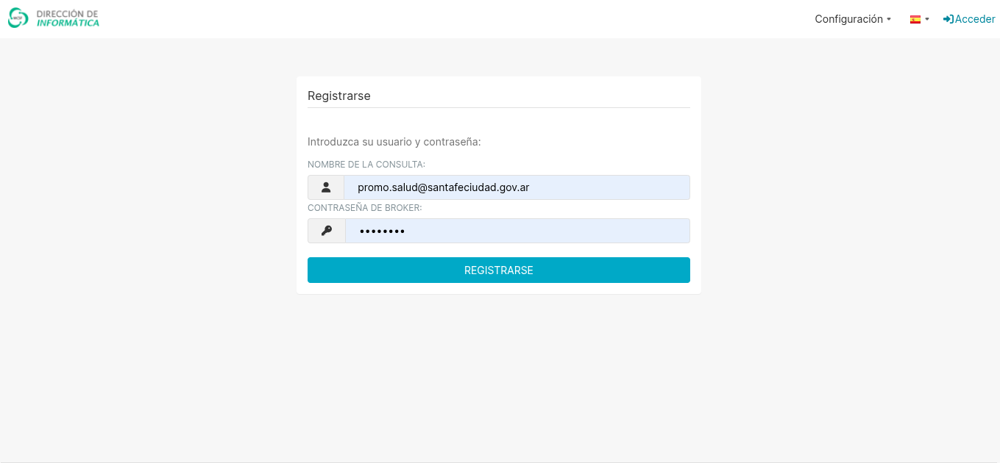 DIRECCIÓN DE
INFORMÁTICA
Configuración
Acceder
Registrarse
Introduzca su usuario y contraseña:
NOMBRE DE LA CONSULTA:
promo.salud@santafeciudad.gov.ar
CONTRASEÑA DE BROKER:
••••••••
REGISTRARSE